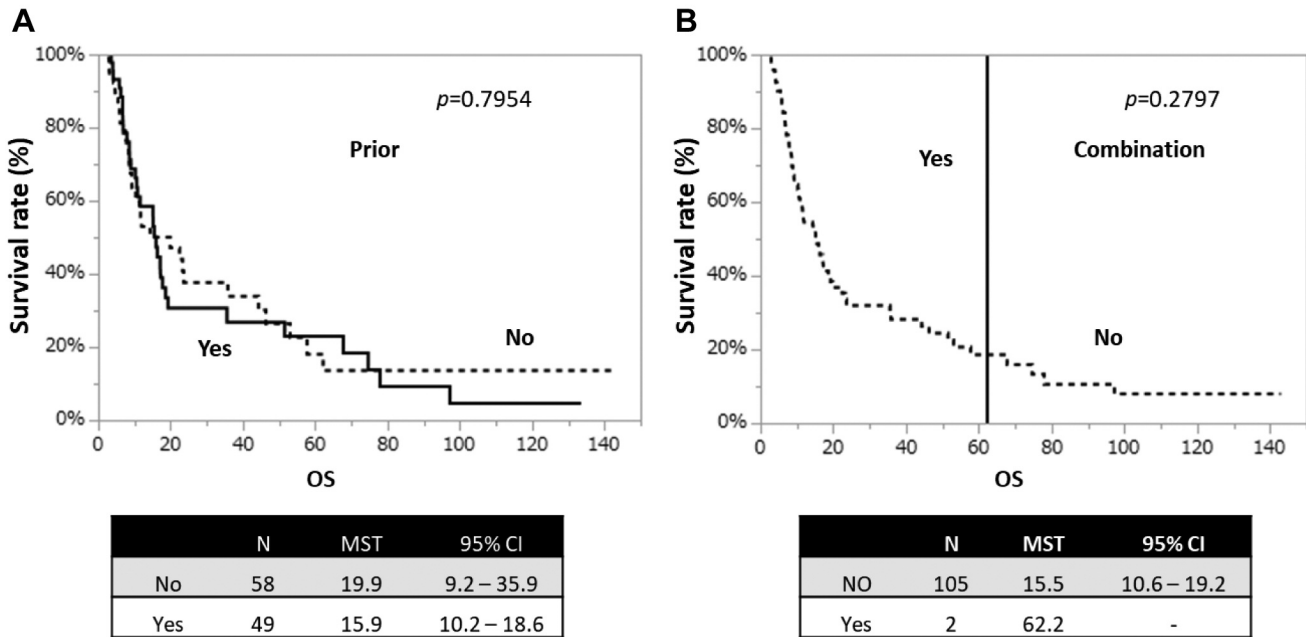 A
Survival rate (%)
100%
80%
60%
40%
20%
0%
p=0.7954
Prior
Yes
No
0 20 40 60 80 100 120 140
OS
N MST 95% CI
No 58 19.9 9.2 – 35.9
Yes 49 15.9 10.2 – 18.6
B
Survival rate (%)
100%
80%
60%
40%
20%
0%
p=0.2797
Yes Combination
No
0 20 40 60 80 100 120 140
OS
N MST 95% CI
NO 105 15.5 10.6 – 19.2
Yes 2 62.2 -